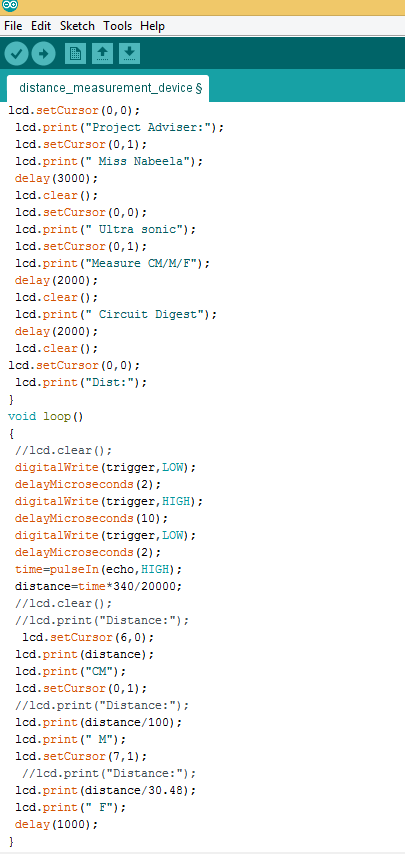 File Edit Sketch Tools Help
distance_measurement_device §
lcd.setCursor(0,0);
lcd.print("Project Adviser:");
lcd.setCursor(0,1);
lcd.print(" Miss Nabeela");
delay(3000);
lcd.clear();
lcd.setCursor(0,0);
lcd.print(" Ultra sonic");
lcd.setCursor(0,1);
lcd.print("Measure CM/M/F");
delay(2000);
lcd.clear();
lcd.print(" Circuit Digest");
delay(2000);
lcd.clear();
lcd.setCursor(0,0);
lcd.print("Dist:");
}
void loop()
{
//lcd.clear();
digitalWrite(trigger,LOW);
delayMicroseconds(2);
digitalWrite(trigger,HIGH);
delayMicroseconds(10);
digitalWrite(trigger,LOW);
delayMicroseconds(2);
time=pulseIn(echo,HIGH);
distance=time*340/20000;
//lcd.clear();
//lcd.print("Distance:");
lcd.setCursor(6,0);
lcd.print(distance);
lcd.print("CM");
lcd.setCursor(0,1);
//lcd.print("Distance:");
lcd.print(distance/100);
lcd.print(" M");
lcd.setCursor(7,1);
//lcd.print("Distance:");
lcd.print(distance/30.48);
lcd.print(" F");
delay(1000);
}